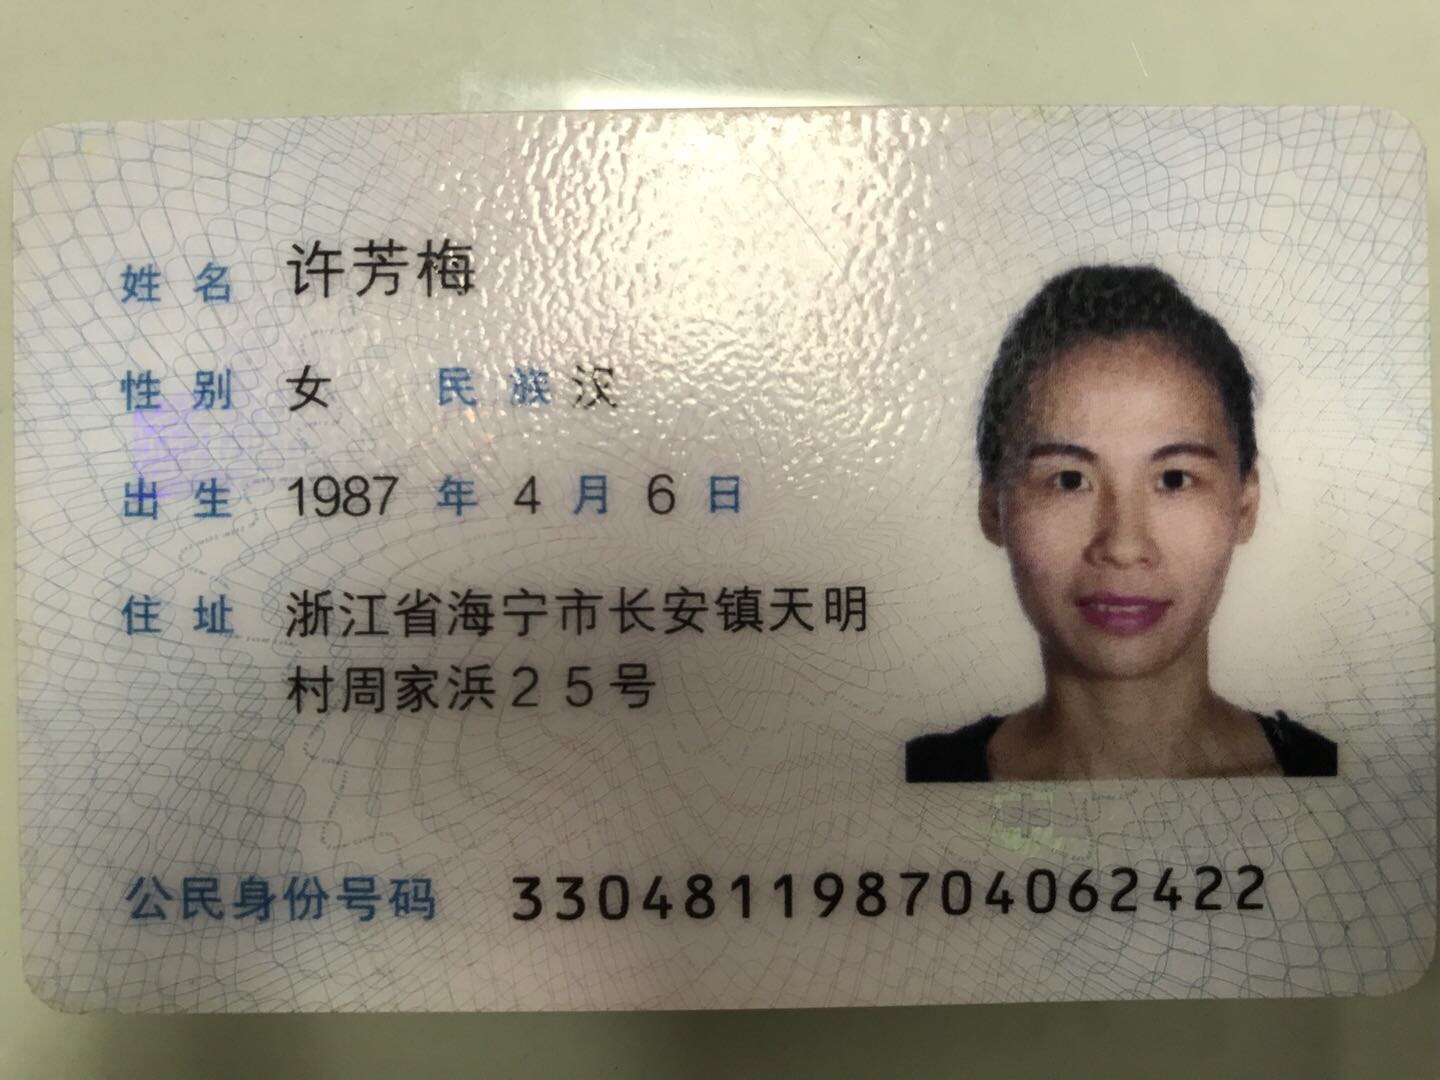 姓名 许芳梅
性别 女 民族 汉
出生 1987 年 4 月 6 日
住址 浙江省海宁市长安镇天明
村周家浜25号
公民身份号码 330481198704062422